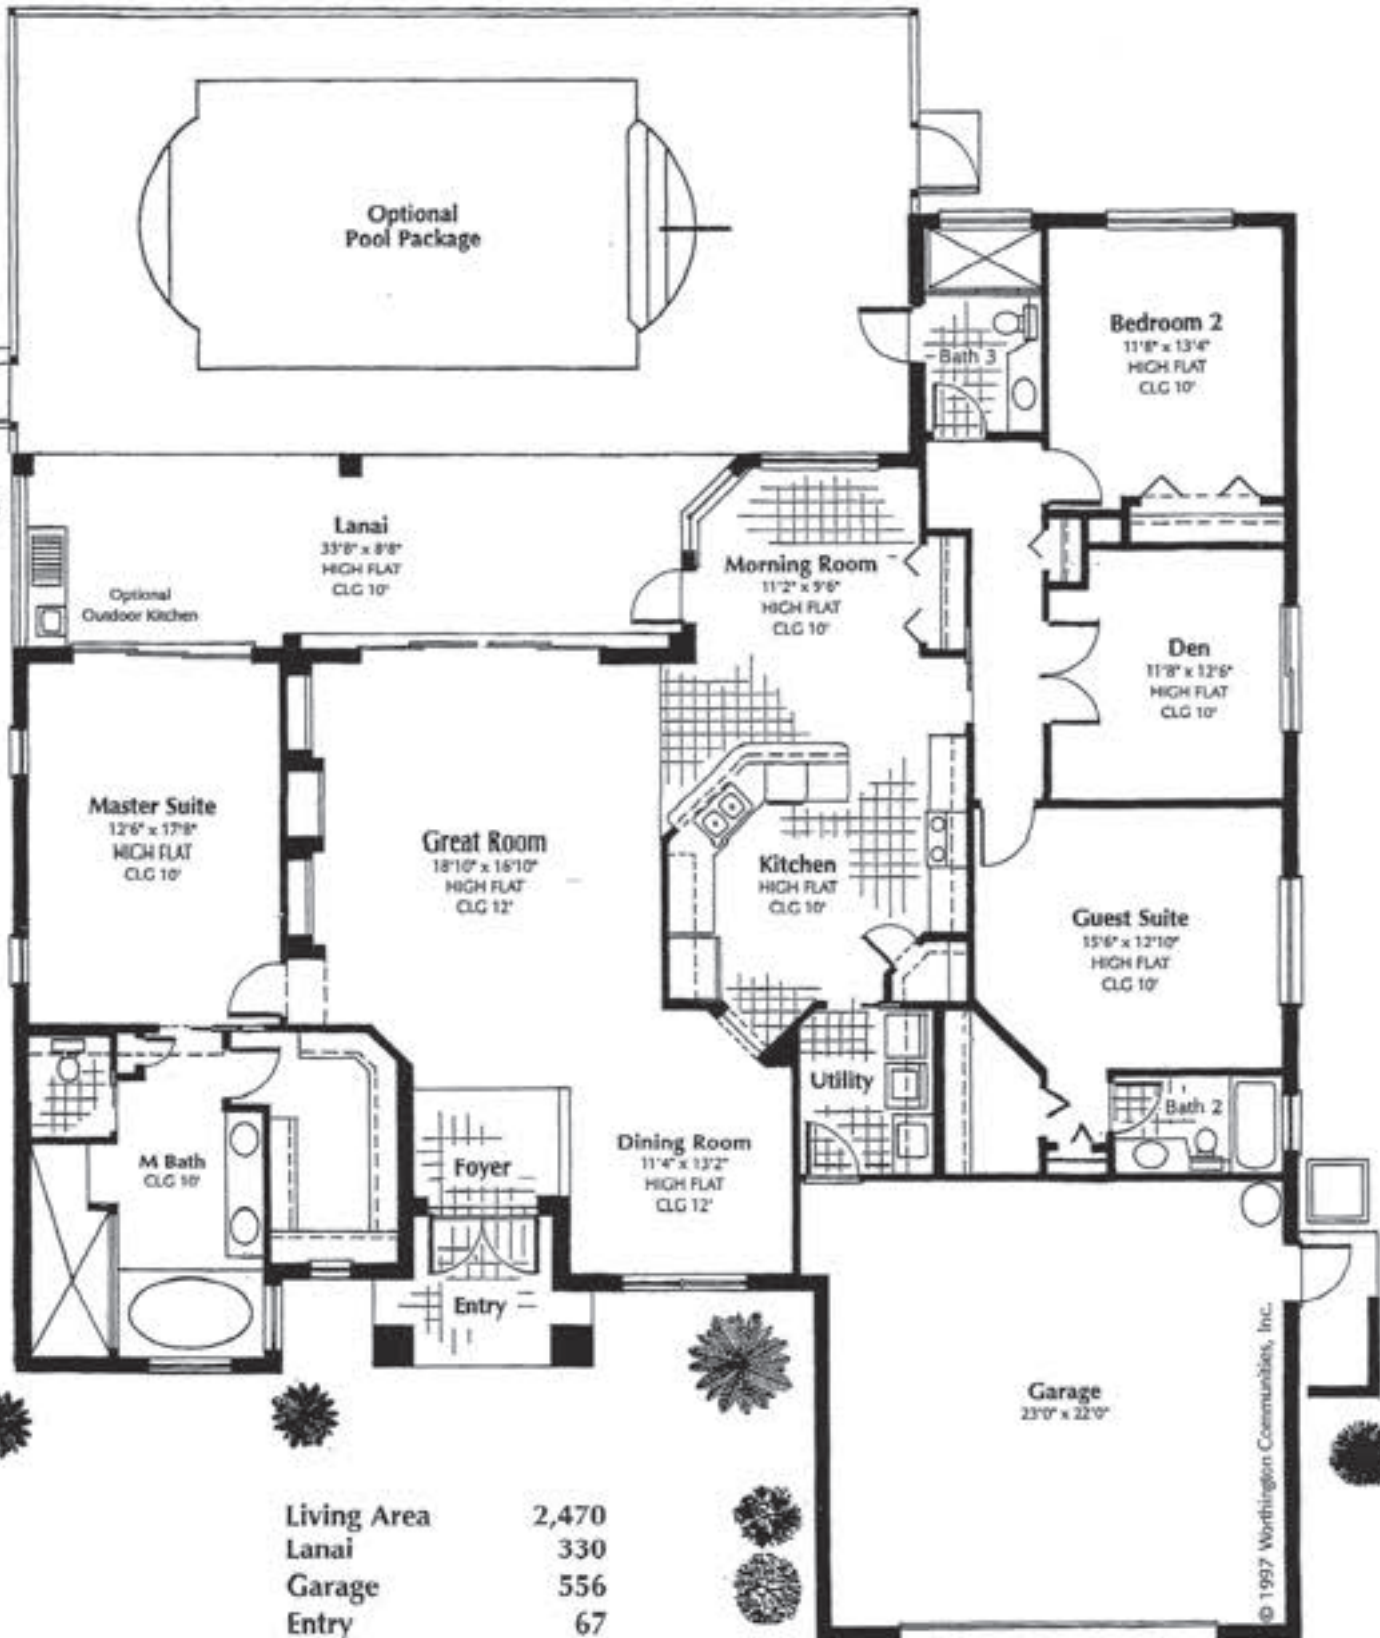 Optional
Pool Package
Bath 3
Bedroom 2
11'8" x 13'4"
HIGH FLAT
CLG 10'
Lanai
33'8" x 8'8"
HIGH FLAT
CLG 10'
Optional
Outdoor Kitchen
Morning Room
11'2" x 9'6"
HIGH FLAT
CLG 10'
Den
11'8" x 12'6"
HIGH FLAT
CLG 10'
Master Suite
12'6" x 17'8"
HIGH FLAT
CLG 10'
Great Room
18'10" x 16'10"
HIGH FLAT
CLG 12'
Kitchen
HIGH FLAT
CLG 10'
Guest Suite
15'6" x 12'10"
HIGH FLAT
CLG 10'
Utility
Bath 2
M Bath
CLG 10'
Foyer
Dining Room
11'4" x 13'2"
HIGH FLAT
CLG 12'
Entry
Garage
23'0" x 22'0"
© 1997 Worthington Communities, Inc.
Living Area 2,470
Lanai 330
Garage 556
Entry 67